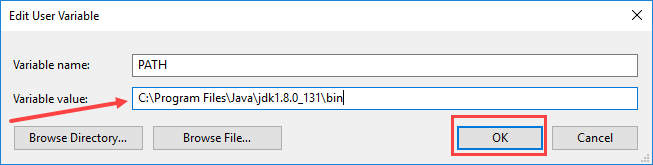 Edit User Variable
Variable name: PATH
Variable value: C:\Program Files\Java\jdk1.8.0_131\bin
Browse Directory... Browse File... OK Cancel